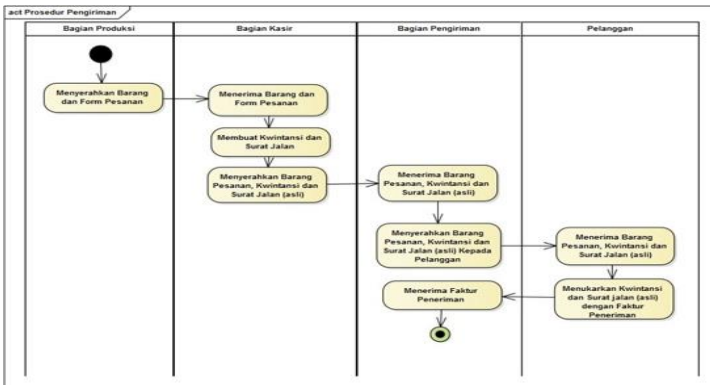 act Prosedur Pengiriman
Bagian Produksi
Bagian Kasir
Bagian Pengiriman
Pelanggan
Menyerahkan Barang
dan Form Pesanan
Menerima Barang dan
Form Pesanan
Membuat Kwintansi dan
Surat Jalan
Menyerahkan Barang
Pesanan, Kwintansi dan
Surat Jalan (asli)
Menerima Barang
Pesanan, Kwintansi dan
Surat Jalan (asli)
Menyerahkan Barang
Pesanan, Kwintansi dan
Surat Jalan (asli) Kepada
Pelanggan
Menerima Barang
Pesanan, Kwintansi dan
Surat Jalan (asli)
Menukarkan Kwintansi
dan Surat jalan (asli)
dengan Faktur
Peneriman
Menerima Faktur
Peneriman